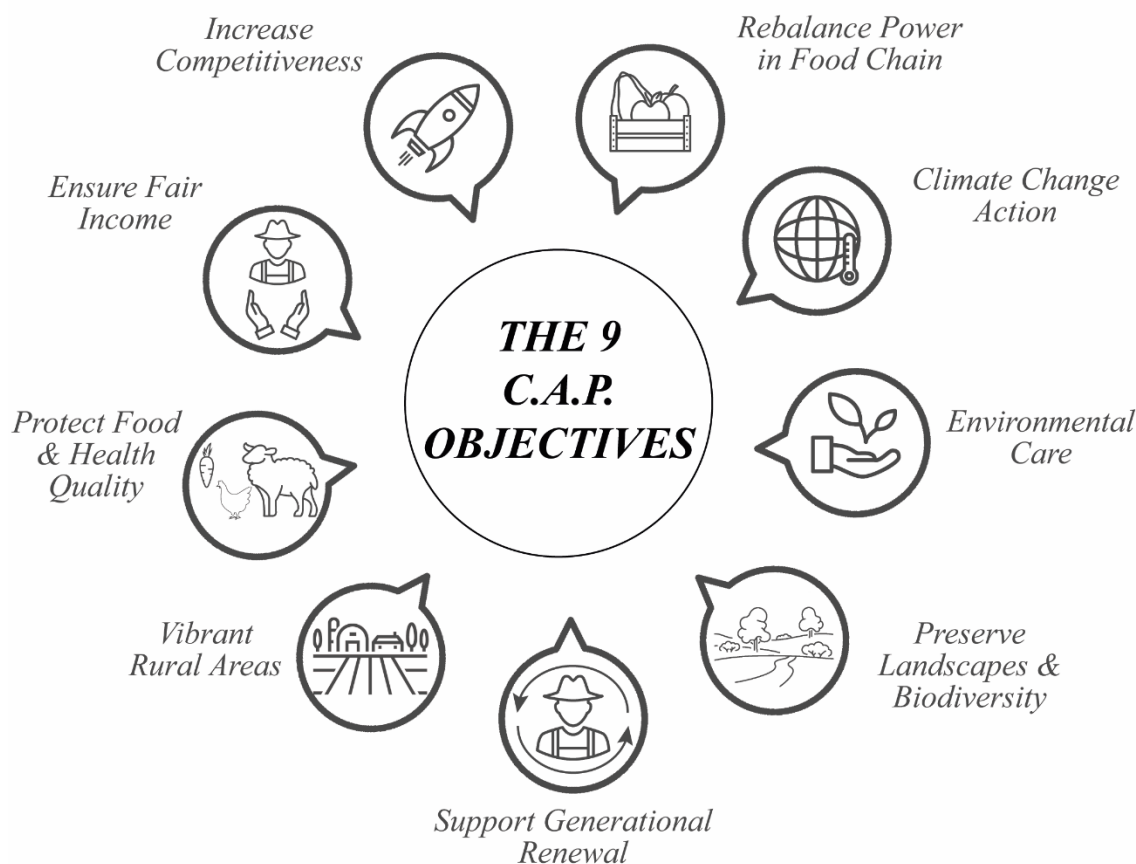 Increase
Competitiveness
Rebalance Power
in Food Chain
Ensure Fair
Income
Climate Change
Action
THE 9
C.A.P.
OBJECTIVES
Protect Food
& Health
Quality
Environmental
Care
Vibrant
Rural Areas
Preserve
Landscapes &
Biodiversity
Support Generational
Renewal